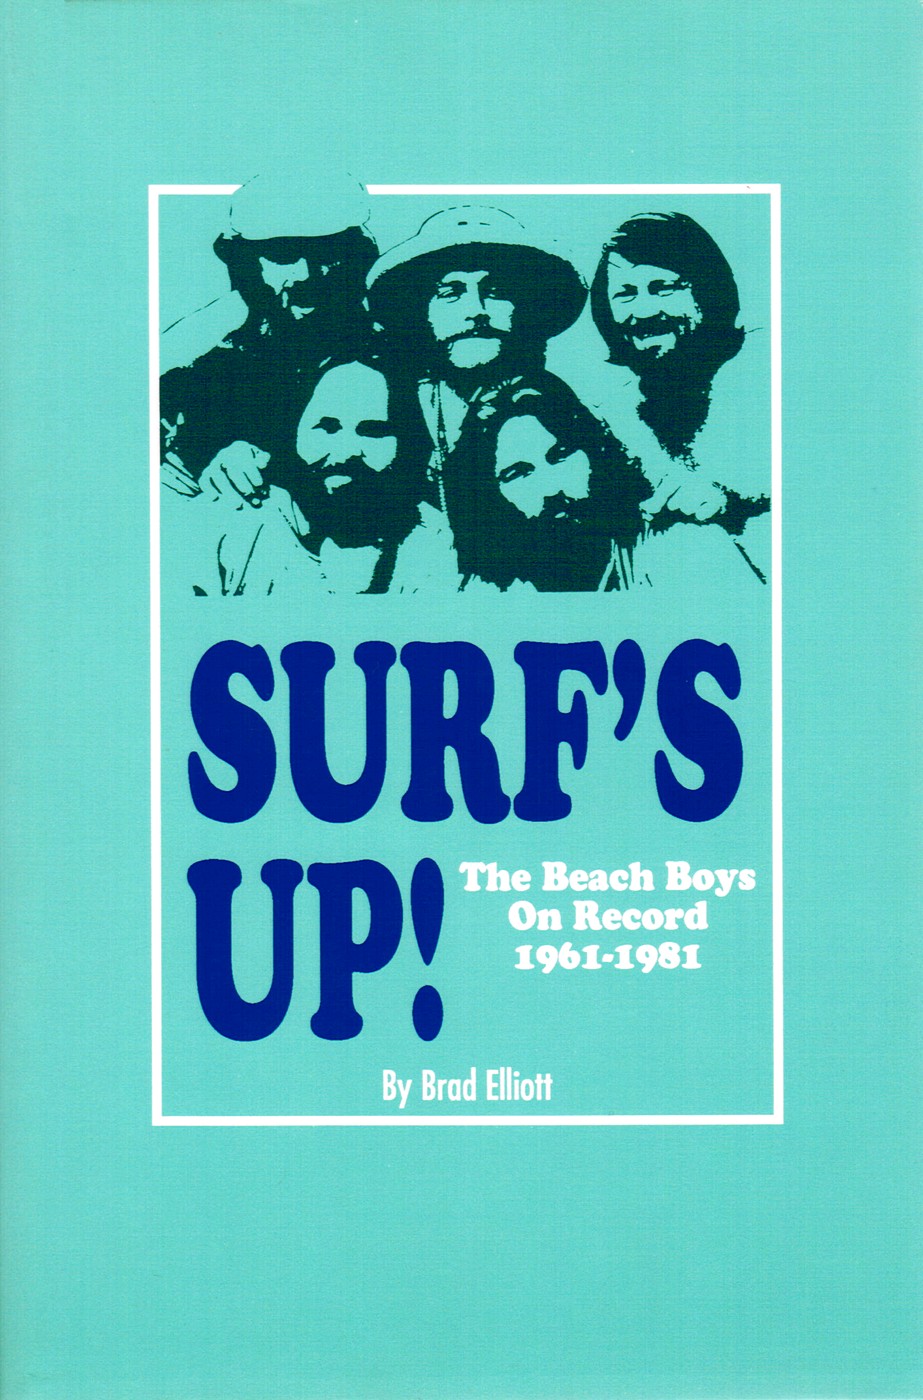 SURF'S
UP!
The Beach Boys
On Record
1961-1981
By Brad Elliott